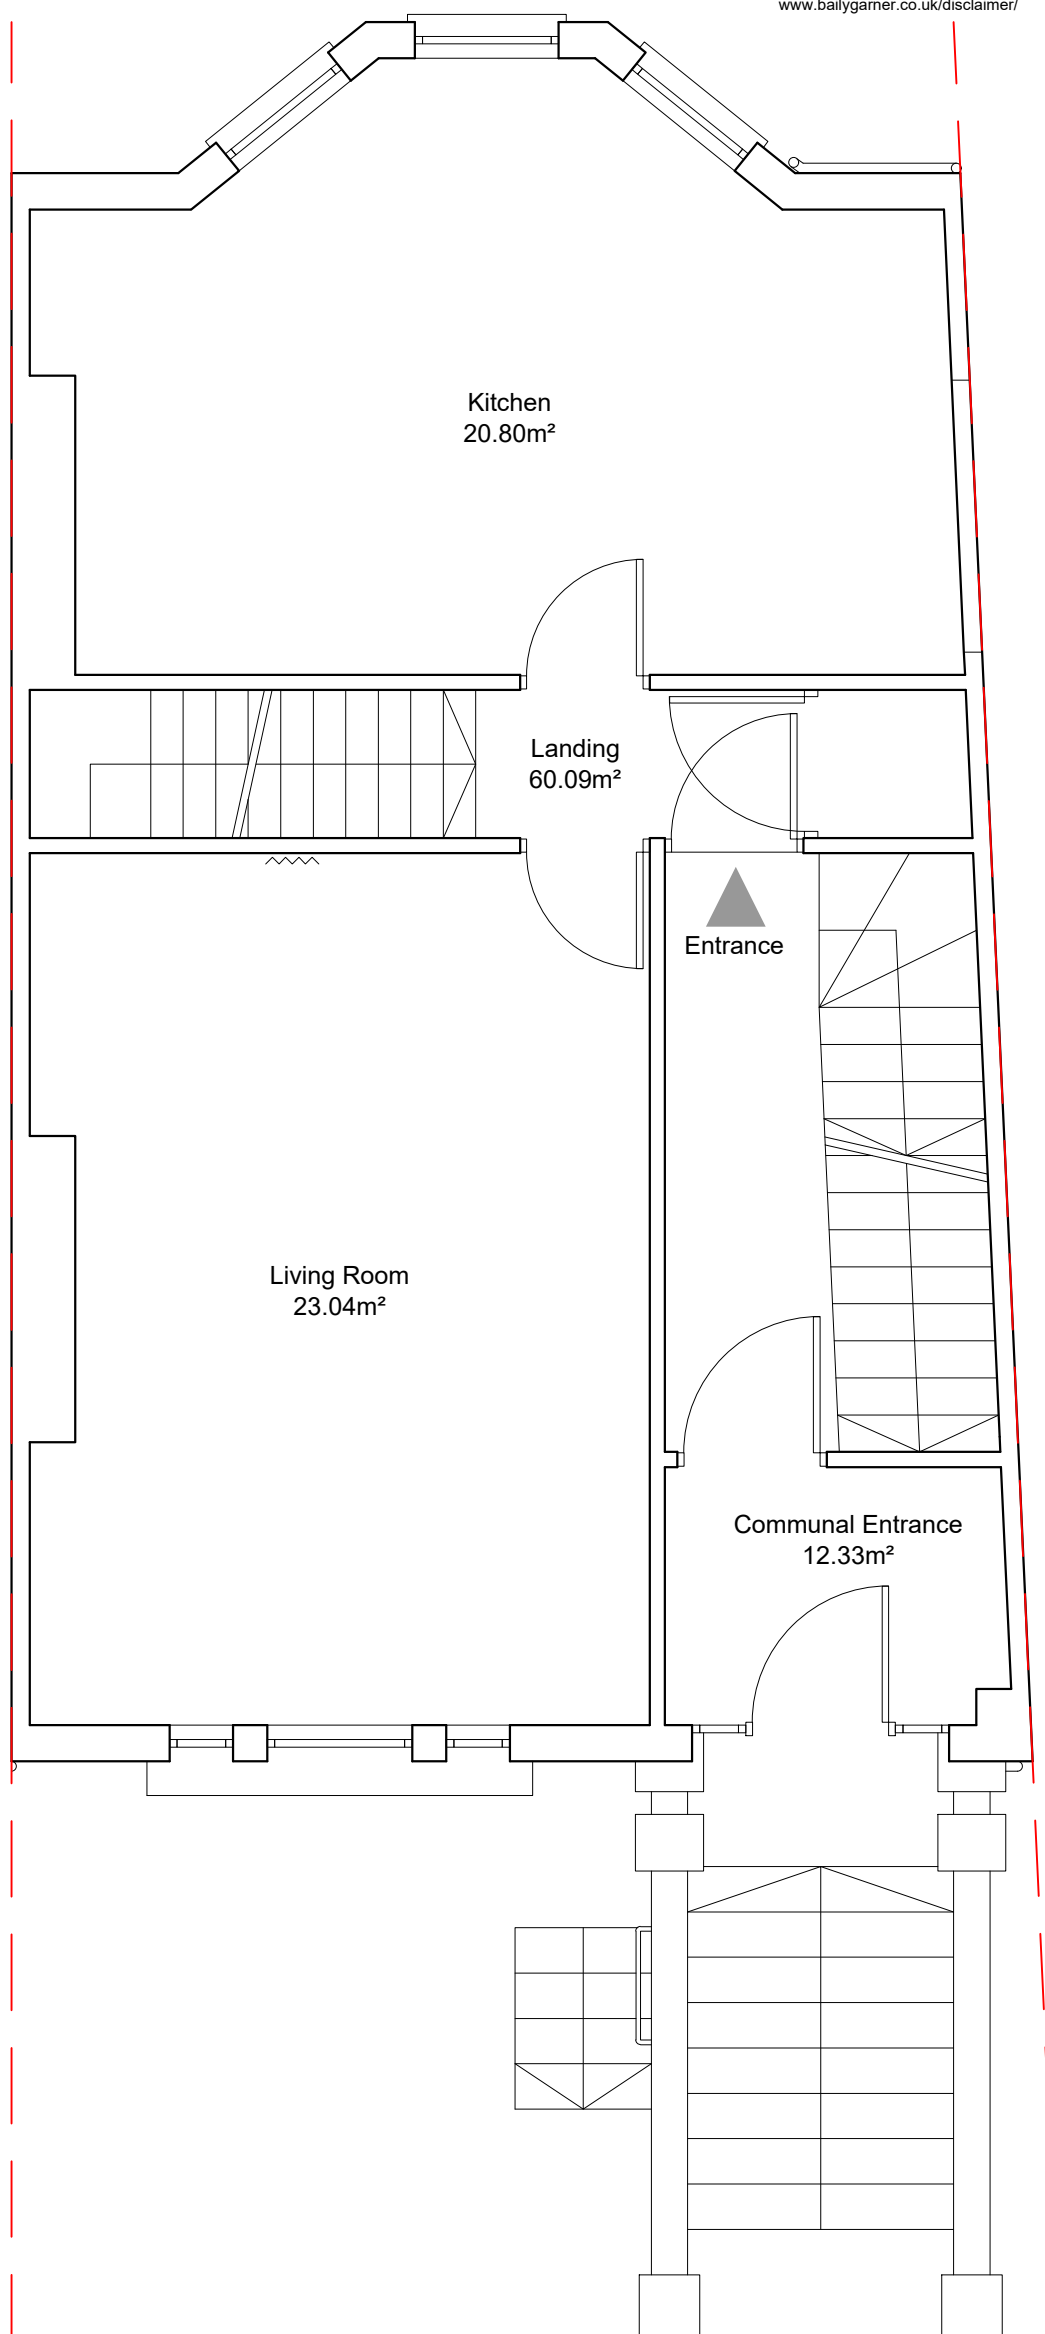 www.bailygarner.co.uk/disclaimer/
Kitchen
20.80m²
Landing
60.09m²
Entrance
Living Room
23.04m²
Communal Entrance
12.33m²